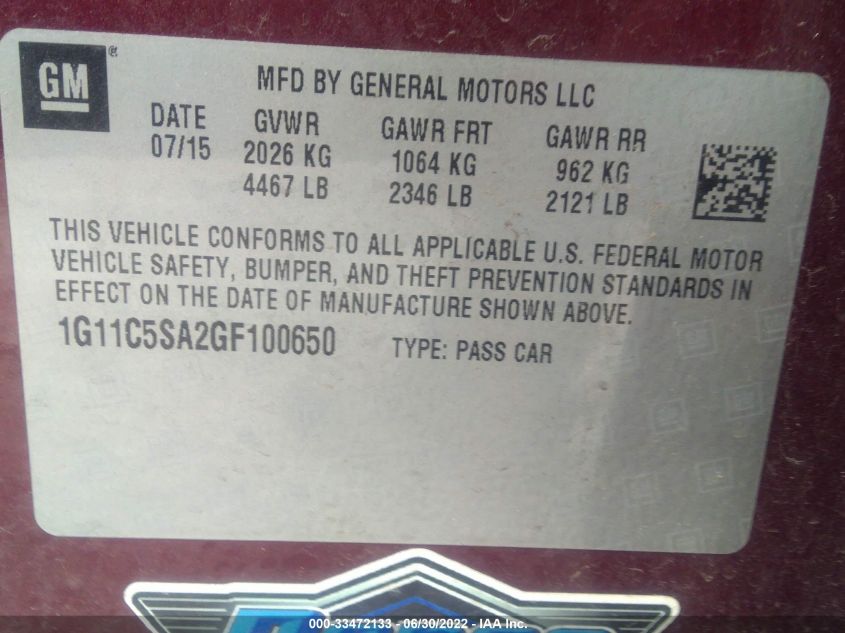 GM ®
MFD BY GENERAL MOTORS LLC
DATE GVWR GAWR FRT GAWR RR
07/15 2026 KG 1064 KG 962 KG
4467 LB 2346 LB 2121 LB
THIS VEHICLE CONFORMS TO ALL APPLICABLE U.S. FEDERAL MOTOR
VEHICLE SAFETY, BUMPER, AND THEFT PREVENTION STANDARDS IN
EFFECT ON THE DATE OF MANUFACTURE SHOWN ABOVE.
1G11C5SA2GF100650 TYPE: PASS CAR
000-33472133 - 06/30/2022 - IAA Inc.